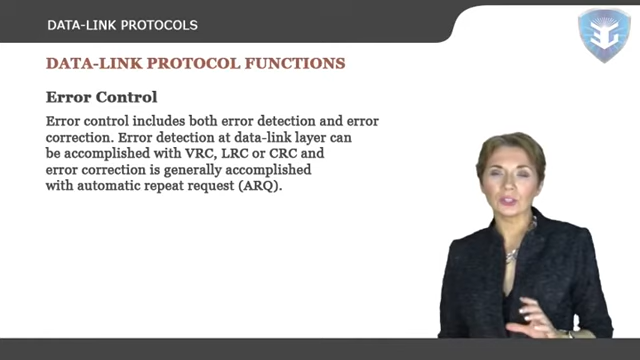 DATA-LINK PROTOCOLS
DATA-LINK PROTOCOL FUNCTIONS
Error Control
Error control includes both error detection and error
correction. Error detection at data-link layer can
be accomplished with VRC, LRC or CRC and
error correction is generally accomplished
with automatic repeat request (ARQ).